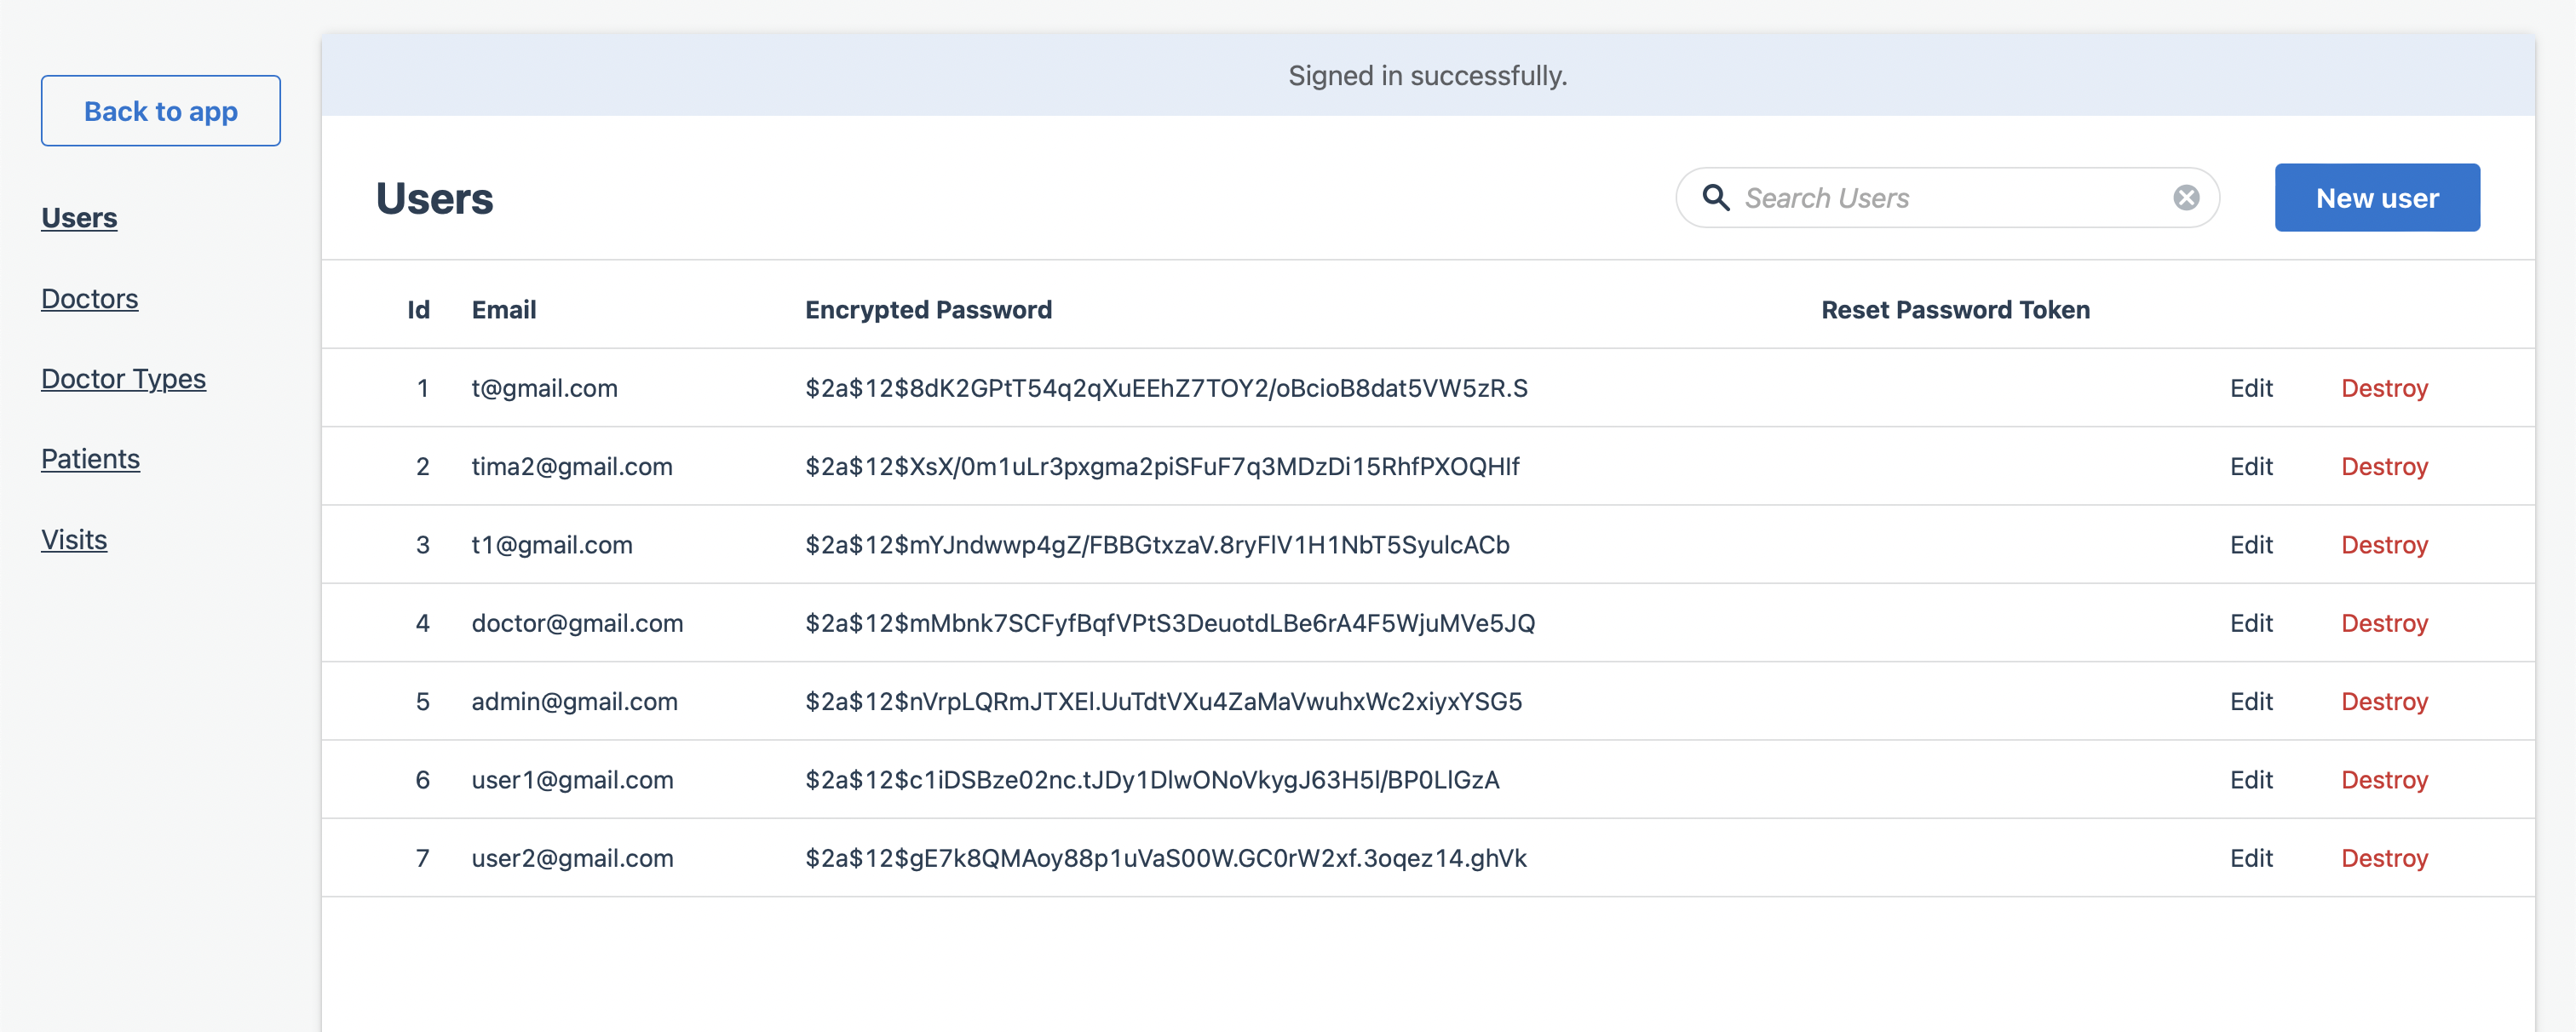 Signed in successfully.
Back to app
Users
Doctors
Doctor Types
Patients
Visits
Users
Search Users
New user
Id Email Encrypted Password Reset Password Token
1 t@gmail.com $2a$12$8dK2GPtT54q2qXuEEhZ7TOY2/oBcioB8dat5VW5zR.S Edit Destroy
2 tima2@gmail.com $2a$12$XsX/0m1uLr3pxgma2piSFuF7q3MDzDi15RhfPXOQHlf Edit Destroy
3 t1@gmail.com $2a$12$mYJndwwp4gZ/FBBGtxzaV.8ryFlV1H1NbT5SyulcACb Edit Destroy
4 doctor@gmail.com $2a$12$mMbnk7SCFyfBqfVPtS3DeuotdLBe6rA4F5WjuMVe5JQ Edit Destroy
5 admin@gmail.com $2a$12$nVrpLQRmJTXEl.UuTdtVXu4ZaMaVwuhxWc2xiyxYSG5 Edit Destroy
6 user1@gmail.com $2a$12$c1iDSBze02nc.tJDy1DlwONoVkygJ63H5l/BP0LlGzA Edit Destroy
7 user2@gmail.com $2a$12$gE7k8QMAoy88p1uVaS00W.GC0rW2xf.3oqez14.ghVk Edit Destroy